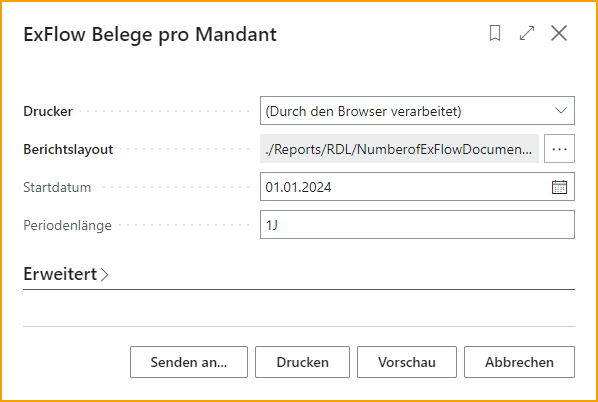 ExFlow Belege pro Mandant
Drucker (Durch den Browser verarbeitet)
Berichtslayout ./Reports/RDL/NumberofExFlowDocumen... ...
Startdatum 01.01.2024
Periodenlänge 1J
Erweitert
Senden an... Drucken Vorschau Abbrechen